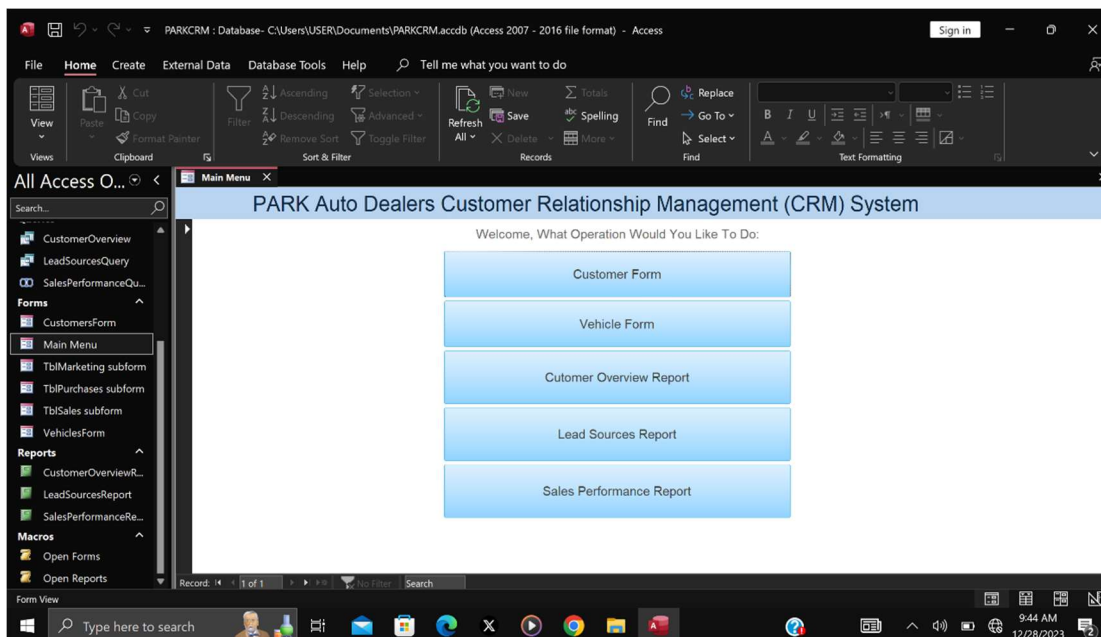 PARKCRM : Database- C:\Users\USER\Documents\PARKCRM.accdb (Access 2007 - 2016 file format) - Access
Sign in
File Home Create External Data Database Tools Help Tell me what you want to do
View
Views
Paste
Cut
Copy
Format Painter
Clipboard
Filter
Ascending
Descending
Remove Sort
Selection
Advanced
Toggle Filter
Sort & Filter
Refresh
All
New
Save
Delete
Totals
Spelling
More
Records
Find
Replace
Go To
Select
Find
B I U
A
Text Formatting
All Access O...
Search...
CustomerOverview
LeadSourcesQuery
SalesPerformanceQu...
Forms
CustomersForm
Main Menu
TblMarketing subform
TblPurchases subform
TblSales subform
VehiclesForm
Reports
CustomerOverviewR...
LeadSourcesReport
SalesPerformanceRe...
Macros
Open Forms
Open Reports
Main Menu
PARK Auto Dealers Customer Relationship Management (CRM) System
Welcome, What Operation Would You Like To Do:
Customer Form
Vehicle Form
Cutomer Overview Report
Lead Sources Report
Sales Performance Report
Record: 1 of 1 No Filter Search
Form View
Type here to search
9:44 AM
12/28/2023
2